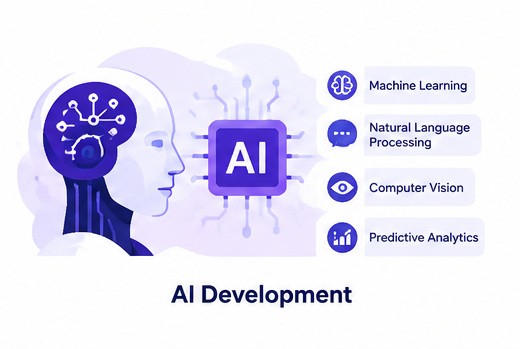 AI
Machine Learning
Natural Language
Processing
Computer Vision
Predictive Analytics
AI Development